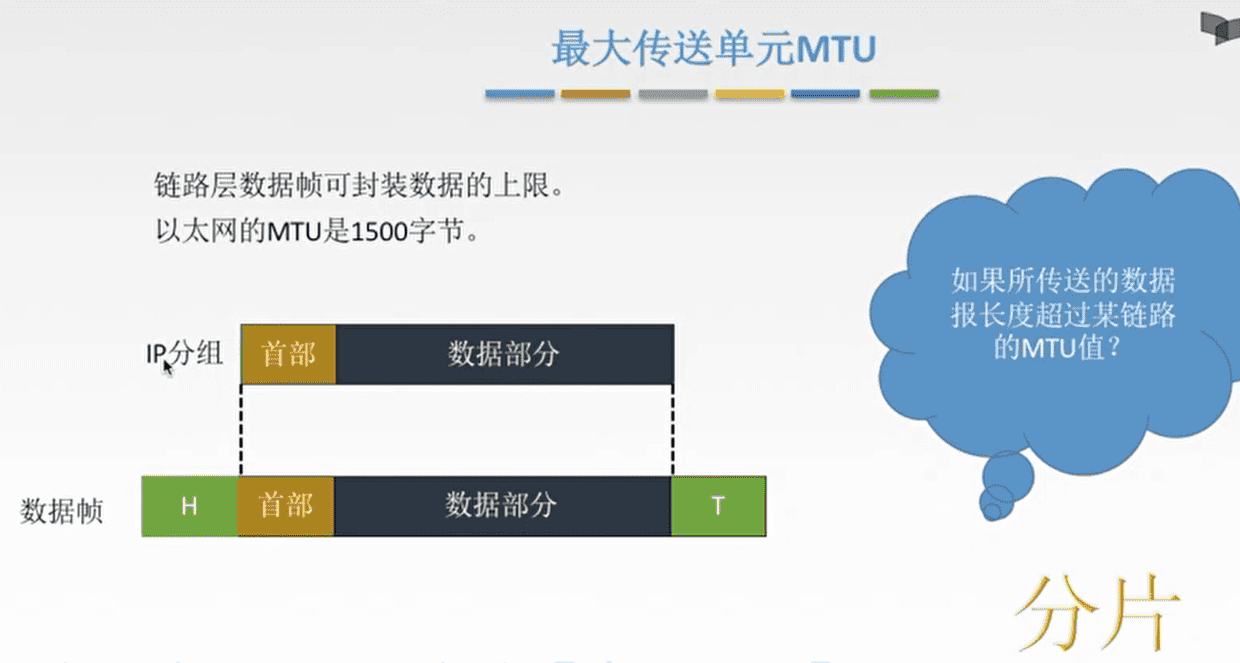 最大传送单元MTU
链路层数据帧可封装数据的上限。
以太网的MTU是1500字节。
如果所传送的数据
报长度超过某链路
的MTU值？
IP分组
首部
数据部分
数据帧
H
首部
数据部分
T
分片